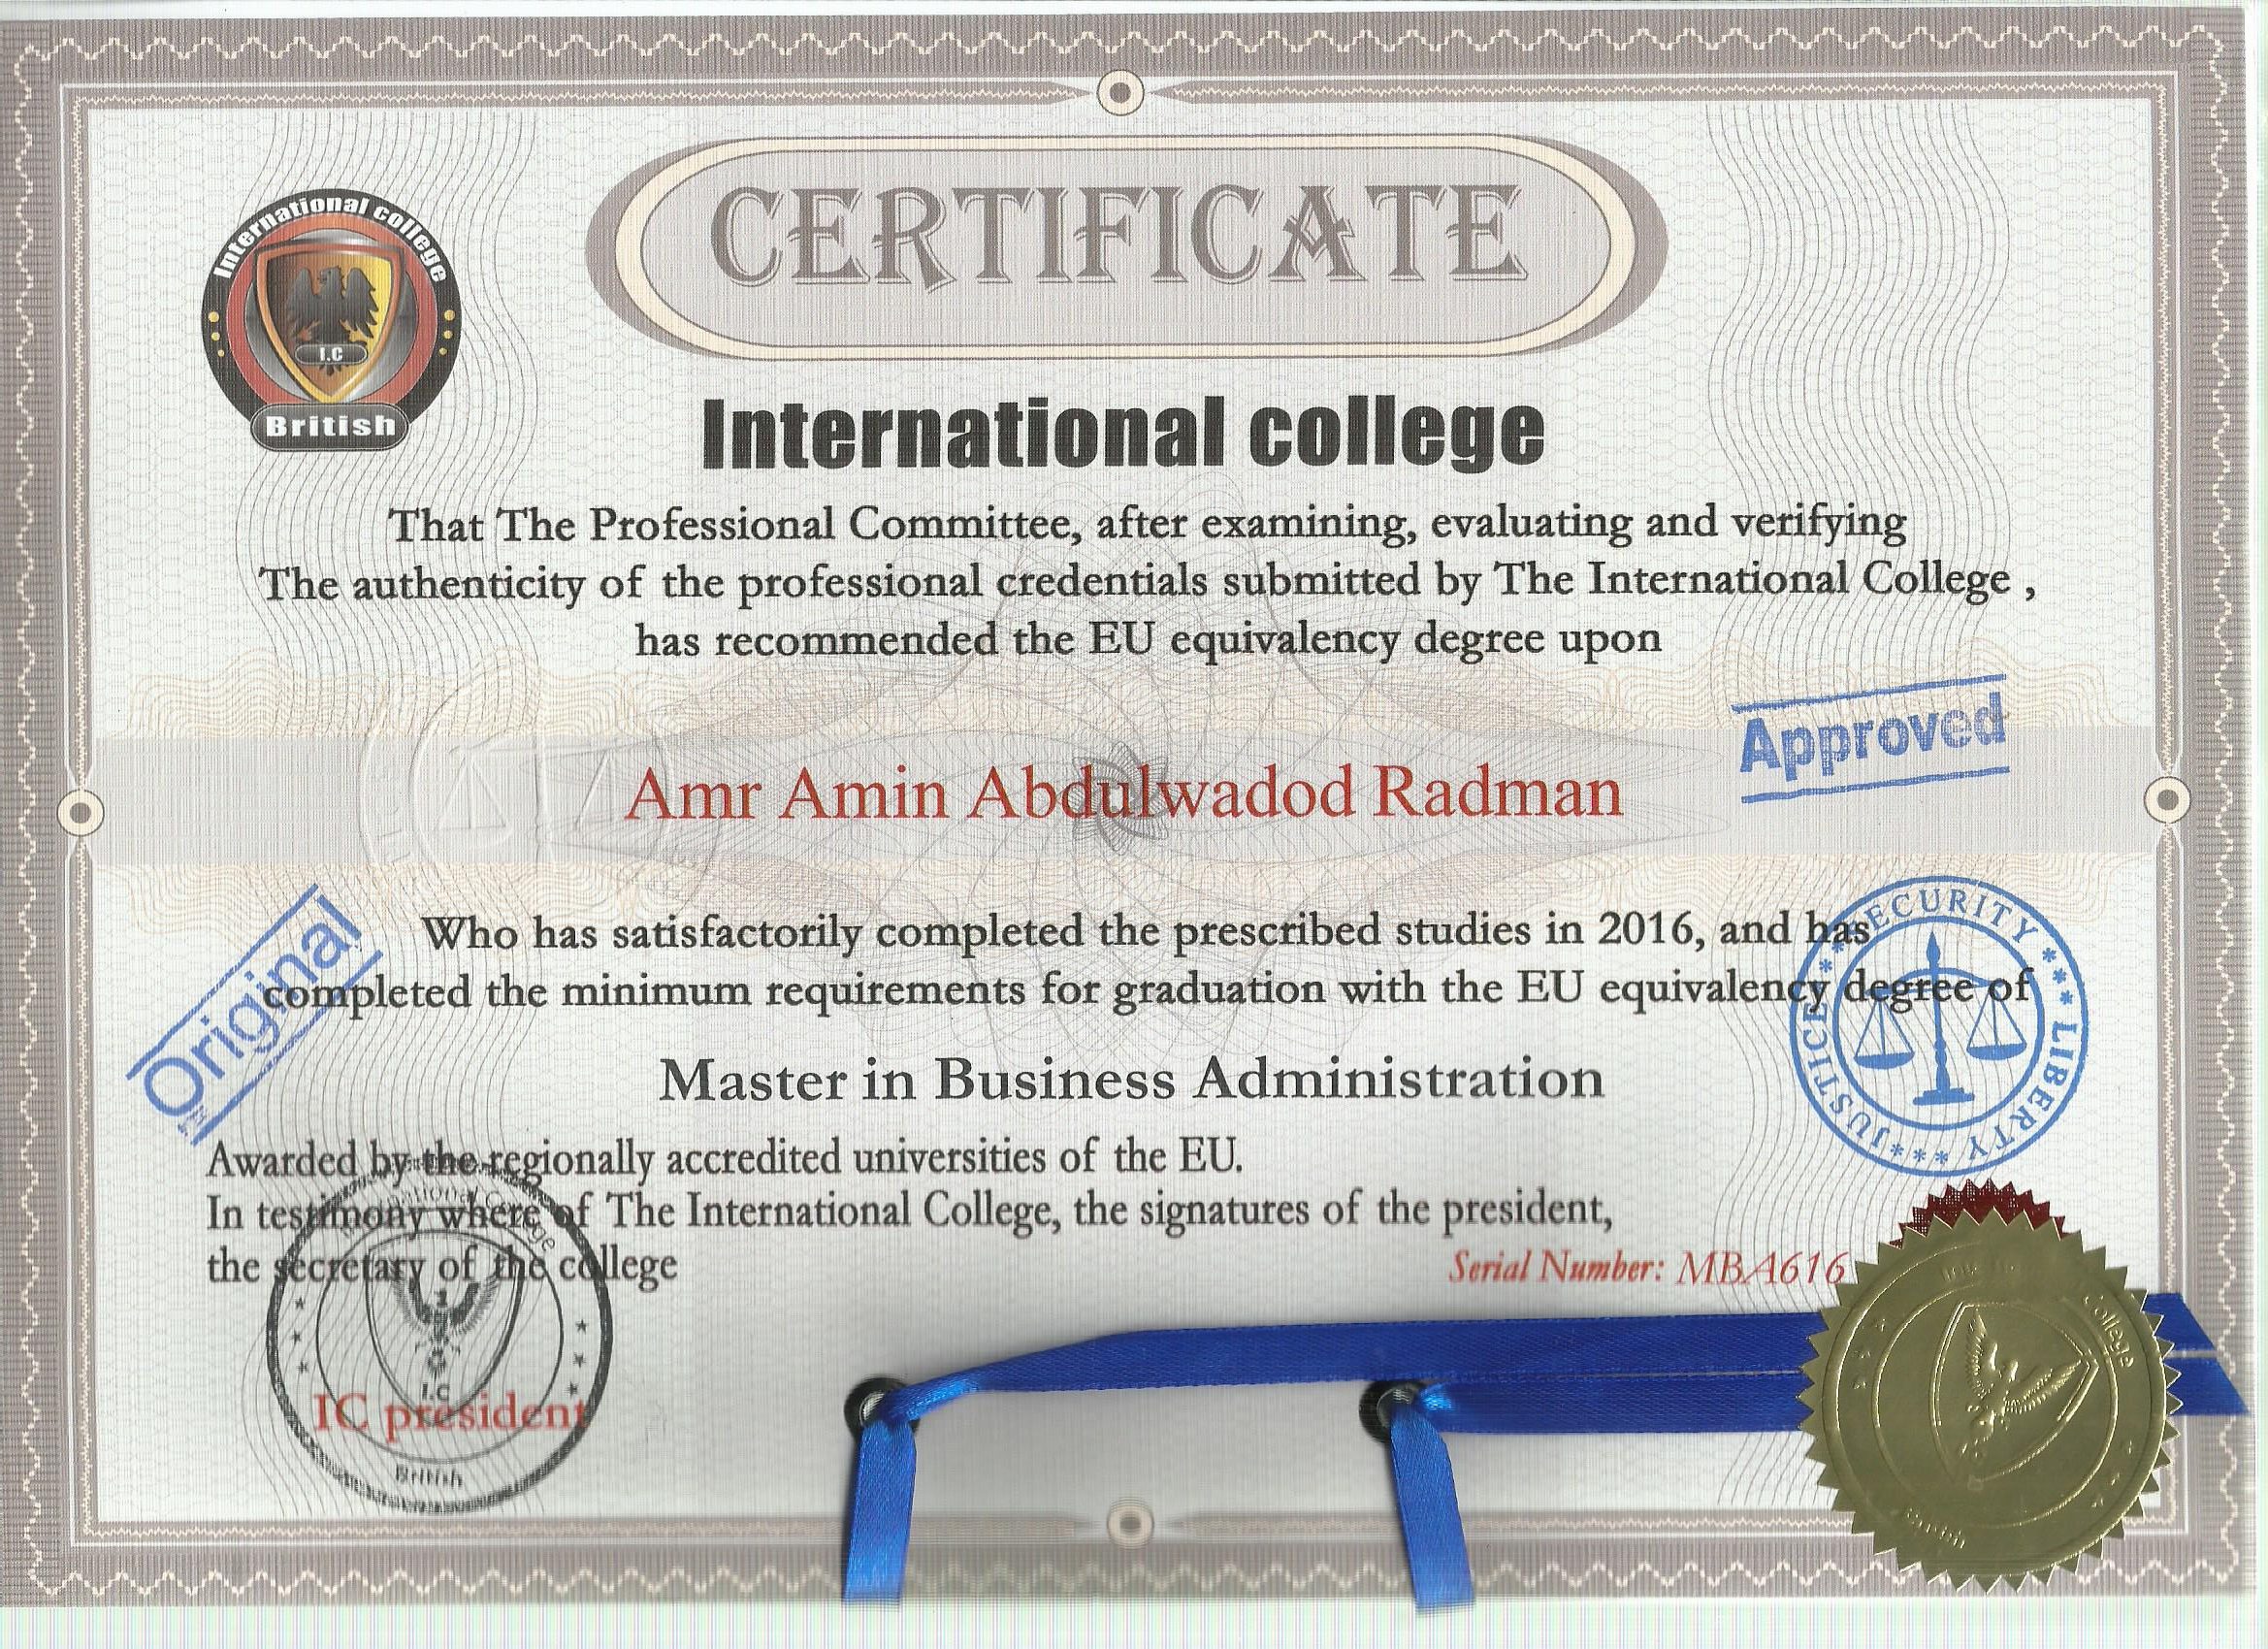 International college
I.C
British
CERTIFICATE
International college
That The Professional Committee, after examining, evaluating and verifying
The authenticity of the professional credentials submitted by The International College ,
has recommended the EU equivalency degree upon
Approved
Amr Amin Abdulwadod Radman
Original
Who has satisfactorily completed the prescribed studies in 2016, and has
completed the minimum requirements for graduation with the EU equivalency degree of
SECURITY *** LIBERTY *** JUSTICE ***
Master in Business Administration
Awarded by the regionally accredited universities of the EU.
In testimony where of The International College, the signatures of the president,
the secretary of the college
Serial Number: MBA616
International College
I.C
IC president
British
College
British